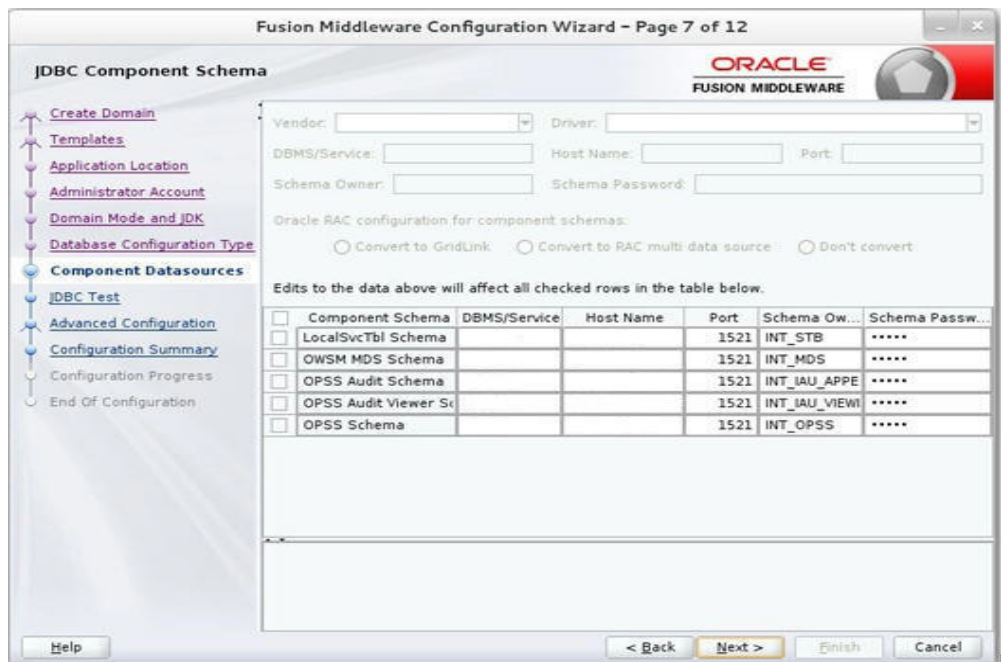 Fusion Middleware Configuration Wizard - Page 7 of 12
JDBC Component Schema
ORACLE
FUSION MIDDLEWARE
Create Domain
Templates
Application Location
Administrator Account
Domain Mode and JDK
Database Configuration Type
Component Datasources
JDBC Test
Advanced Configuration
Configuration Summary
Configuration Progress
End Of Configuration
Vendor: Driver:
DBMS/Service: Host Name: Port:
Schema Owner: Schema Password:
Oracle RAC configuration for component schemas:
Convert to GridLink Convert to RAC multi data source Don't convert
Edits to the data above will affect all checked rows in the table below.
Component Schema DBMS/Service Host Name Port Schema Ow... Schema Passw...
LocalSvcTbl Schema 1521 INT_STB •••••
OWSM MDS Schema 1521 INT_MDS •••••
OPSS Audit Schema 1521 INT_IAU_APPE •••••
OPSS Audit Viewer Sc 1521 INT_IAU_VIEWI •••••
OPSS Schema 1521 INT_OPSS •••••
Help < Back Next > Finish Cancel